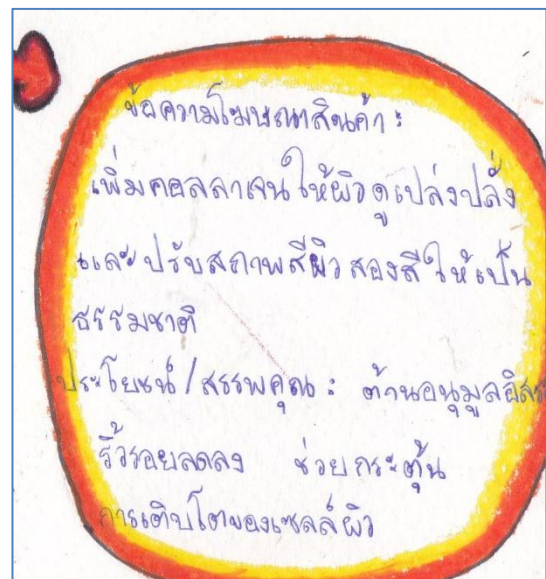 ข้อความโฆษณาสินค้า :
เพิ่มคอลลาเจนให้ผิวดูเปล่งปลั่ง
และปรับสภาพสีผิวสองสีให้เป็น
ธรรมชาติ
ประโยชน์/สรรพคุณ : ต้านอนุมูลอิสระ
ริ้วรอยลดลง ช่วยกระตุ้น
การเติบโตของเซลล์ผิว